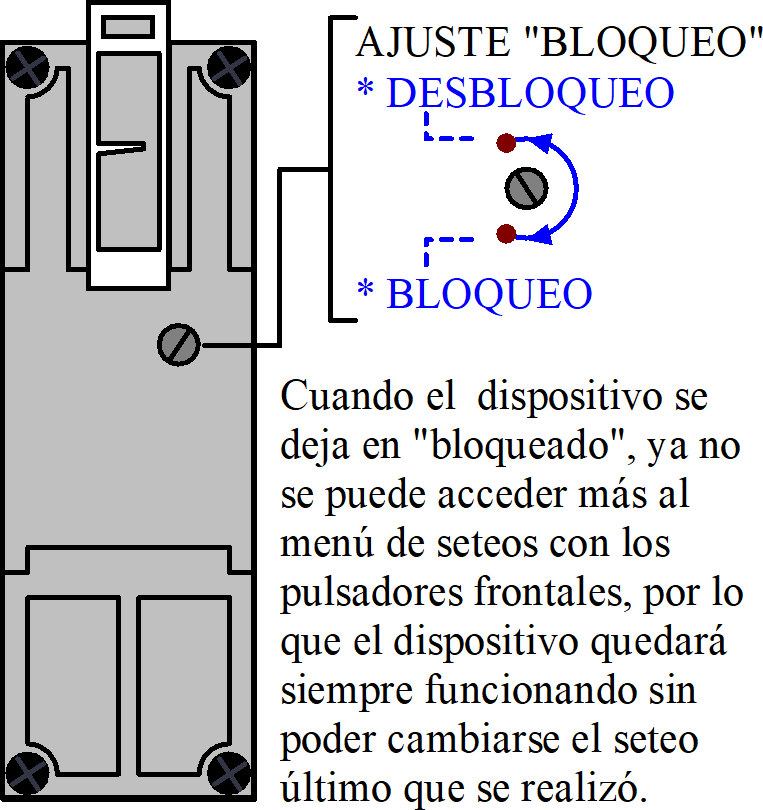 AJUSTE "BLOQUEO"
* DESBLOQUEO
* BLOQUEO
Cuando el dispositivo se
deja en "bloqueado", ya no
se puede acceder más al
menú de seteos con los
pulsadores frontales, por lo
que el dispositivo quedará
siempre funcionando sin
poder cambiarse el seteo
último que se realizó.